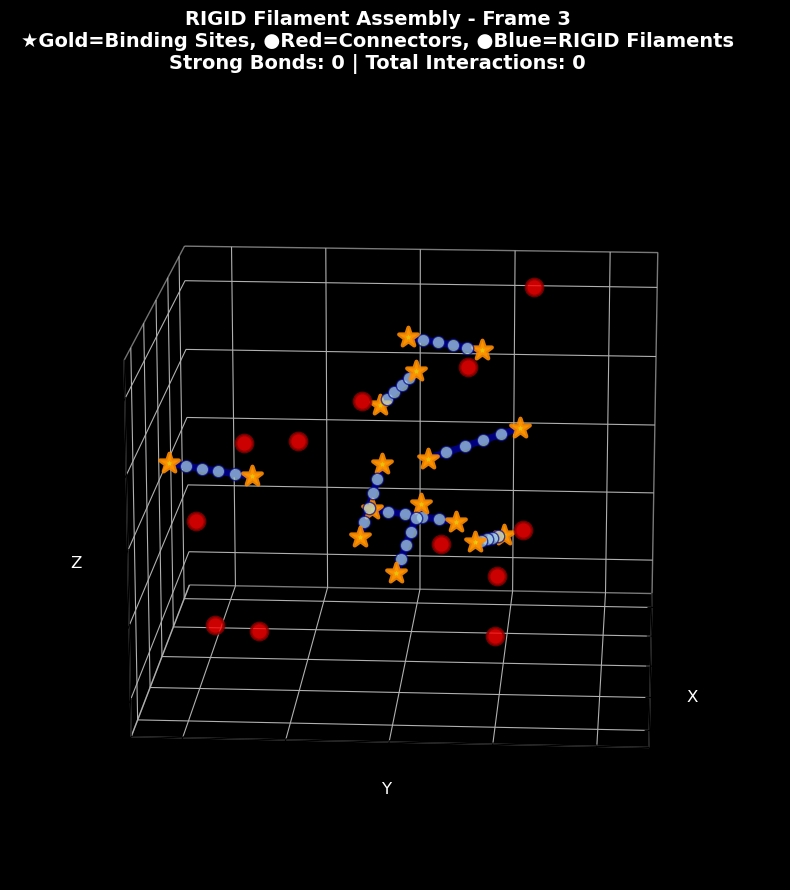 RIGID Filament Assembly - Frame 3
★Gold=Binding Sites, ●Red=Connectors, ●Blue=RIGID Filaments
Strong Bonds: 0 | Total Interactions: 0
Z
X
Y